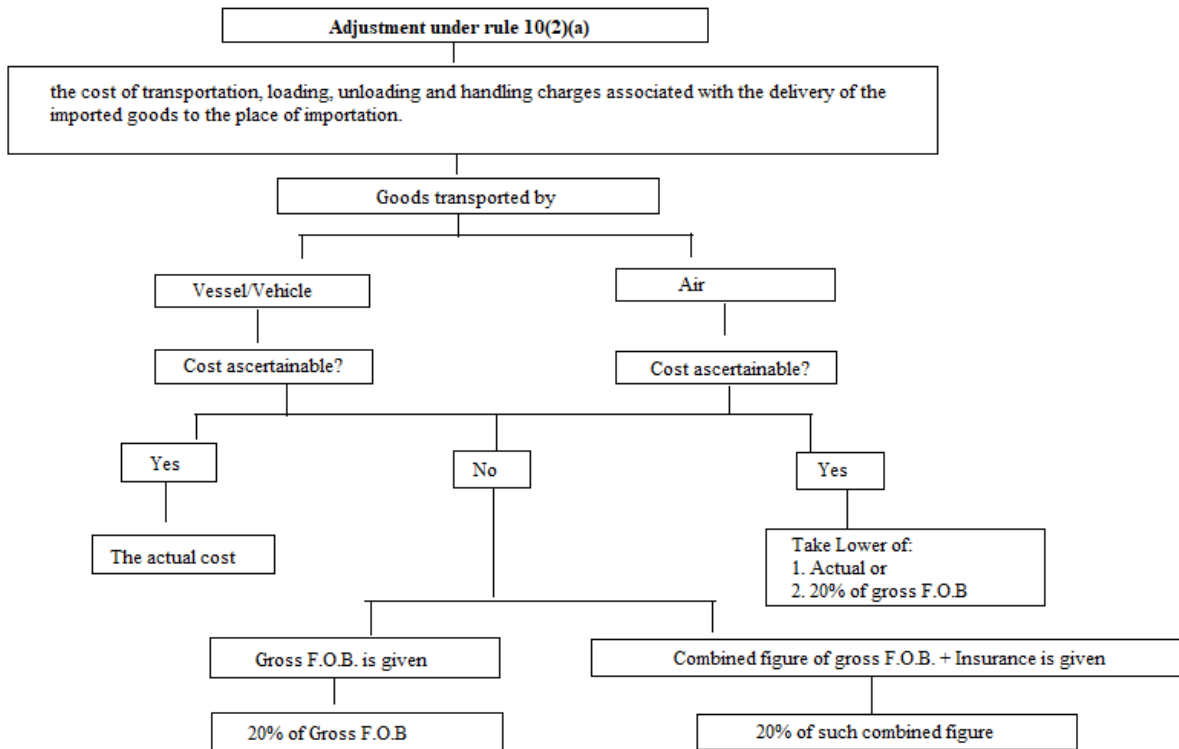 Adjustment under rule 10(2)(a)
the cost of transportation, loading, unloading and handling charges associated with the delivery of the
imported goods to the place of importation.
Goods transported by
Vessel/Vehicle
Air
Cost ascertainable?
Cost ascertainable?
Yes
No
Yes
The actual cost
Take Lower of:
1. Actual or
2. 20% of gross F.O.B
Gross F.O.B. is given
Combined figure of gross F.O.B. + Insurance is given
20% of Gross F.O.B
20% of such combined figure